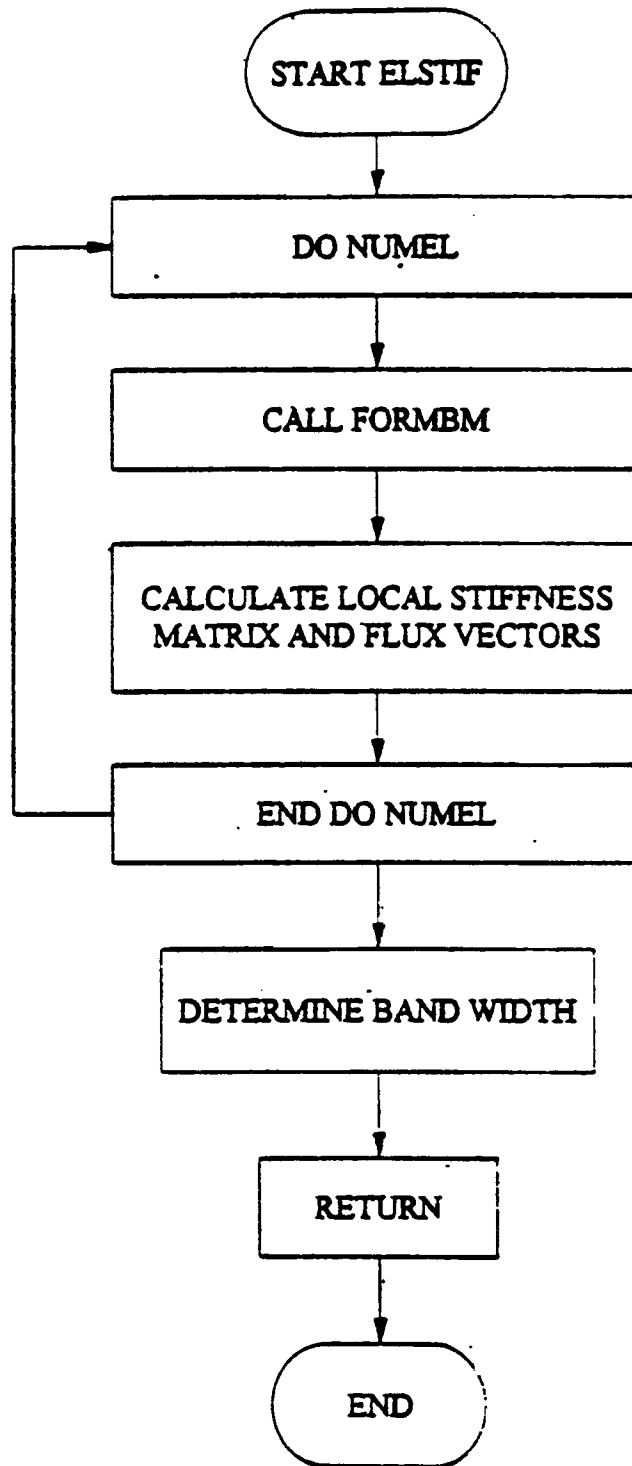 START ELSTIF
DO NUMEL
CALL FORMBM
CALCULATE LOCAL STIFFNESS
MATRIX AND FLUX VECTORS
END DO NUMEL
DETERMINE BAND WIDTH
RETURN
END